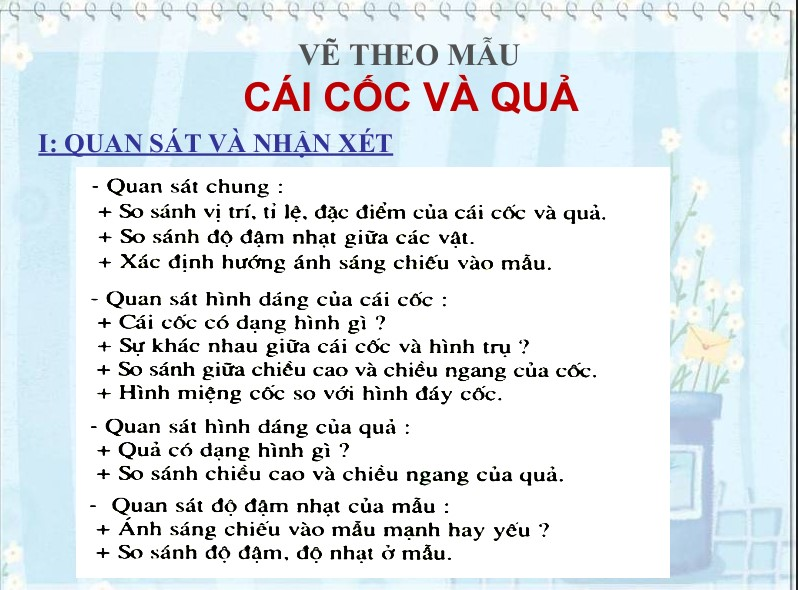 VẼ THEO MẪU
CÁI CỐC VÀ QUẢ
I: QUAN SÁT VÀ NHẬN XÉT
- Quan sát chung :
+ So sánh vị trí, tỉ lệ, đặc điểm của cái cốc và quả.
+ So sánh độ đậm nhạt giữa các vật.
+ Xác định hướng ánh sáng chiếu vào mẫu.
- Quan sát hình dáng của cái cốc :
+ Cái cốc có dạng hình gì ?
+ Sự khác nhau giữa cái cốc và hình trụ ?
+ So sánh giữa chiều cao và chiều ngang của cốc.
+ Hình miệng cốc so với hình đáy cốc.
- Quan sát hình dáng của quả :
+ Quả có dạng hình gì ?
+ So sánh chiều cao và chiều ngang của quả.
- Quan sát độ đậm nhạt của mẫu :
+ Ánh sáng chiếu vào mẫu mạnh hay yếu ?
+ So sánh độ đậm, độ nhạt ở mẫu.